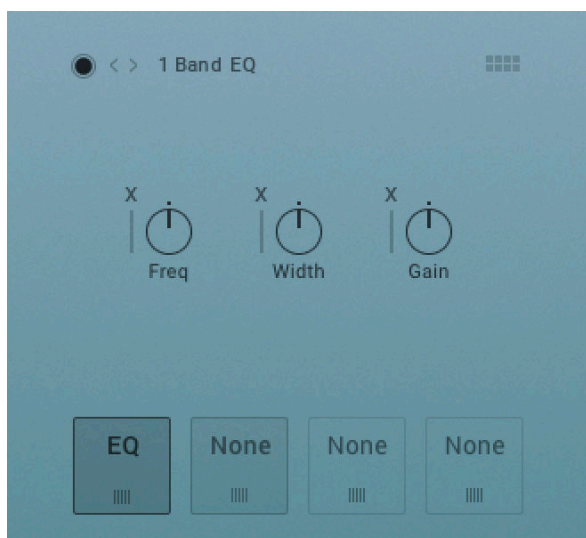 < > 1 Band EQ
X X X
Freq Width Gain
EQ None None None